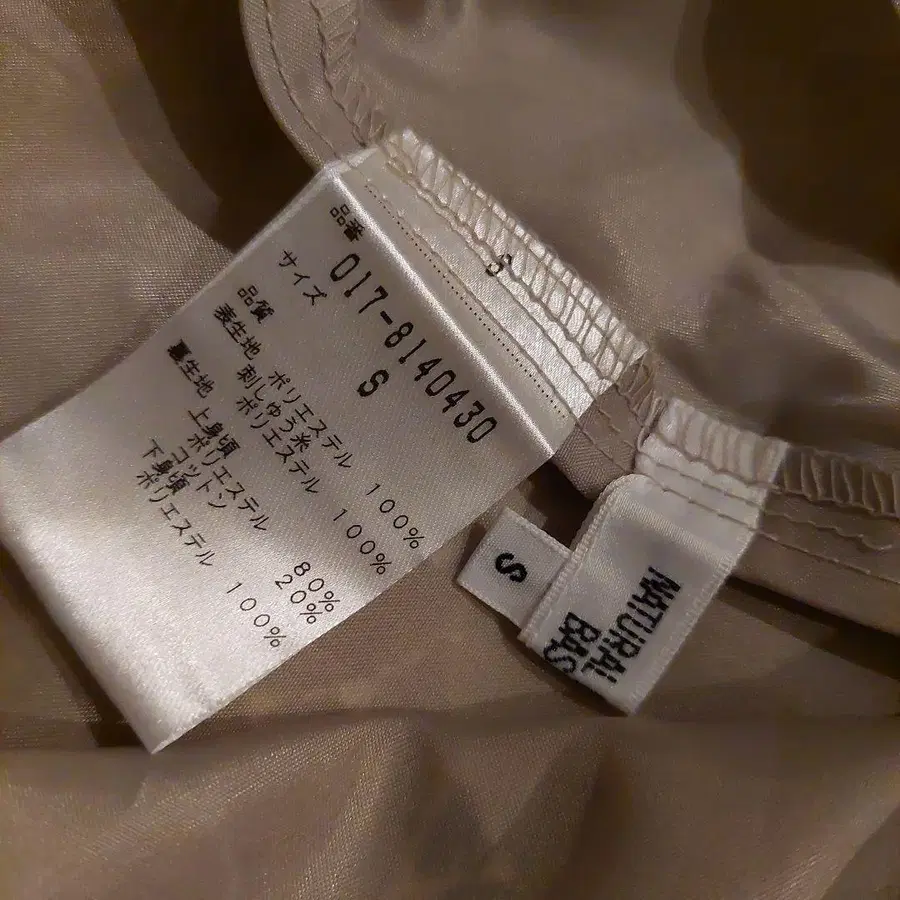 品番 017-8140430
サイズ S
品質
表生地 ポリエステル 100%
刺しゅう糸
ポリエステル 100%
裏生地 上身頃
ポリエステル 80%
コットン 20%
下身頃
ポリエステル 100%
S
S
NATURAL
BAS